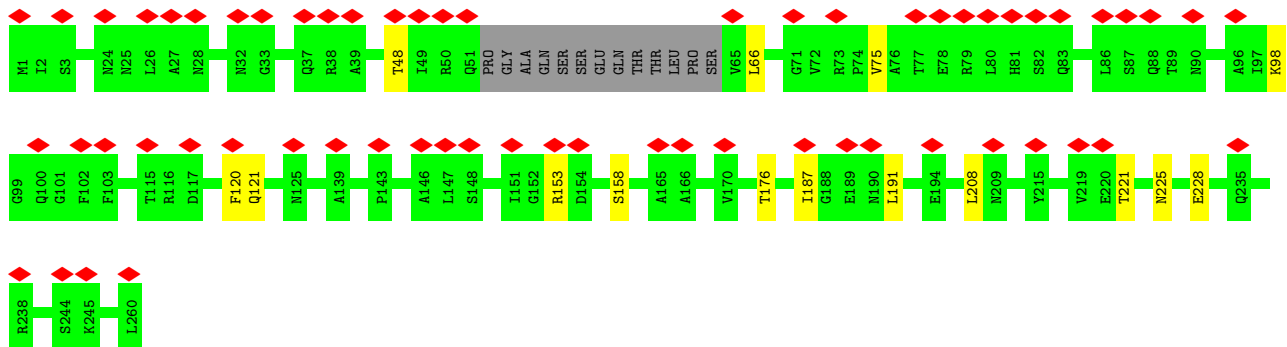 M1 I2 S3 N24 N25 L26 A27 N28 N32 G33 Q37 R38 A39 T48 I49 R50 Q51 PRO GLY ALA GLN SER SER GLU GLN THR THR LEU PRO SER V65 L66 G71 V72 R73 P74 V75 A76 T77 E78 R79 L80 H81 S82 Q83 L86 S87 Q88 T89 N90 A96 I97 K98
G99 Q100 G101 F102 F103 T115 R116 D117 F120 Q121 N125 A139 P143 A146 L147 S148 I151 G152 R153 D154 S158 A165 A166 V170 T176 I187 G188 E189 N190 L191 E194 L208 N209 Y215 V219 E220 T221 N225 E228 Q235
R238 S244 K245 L260